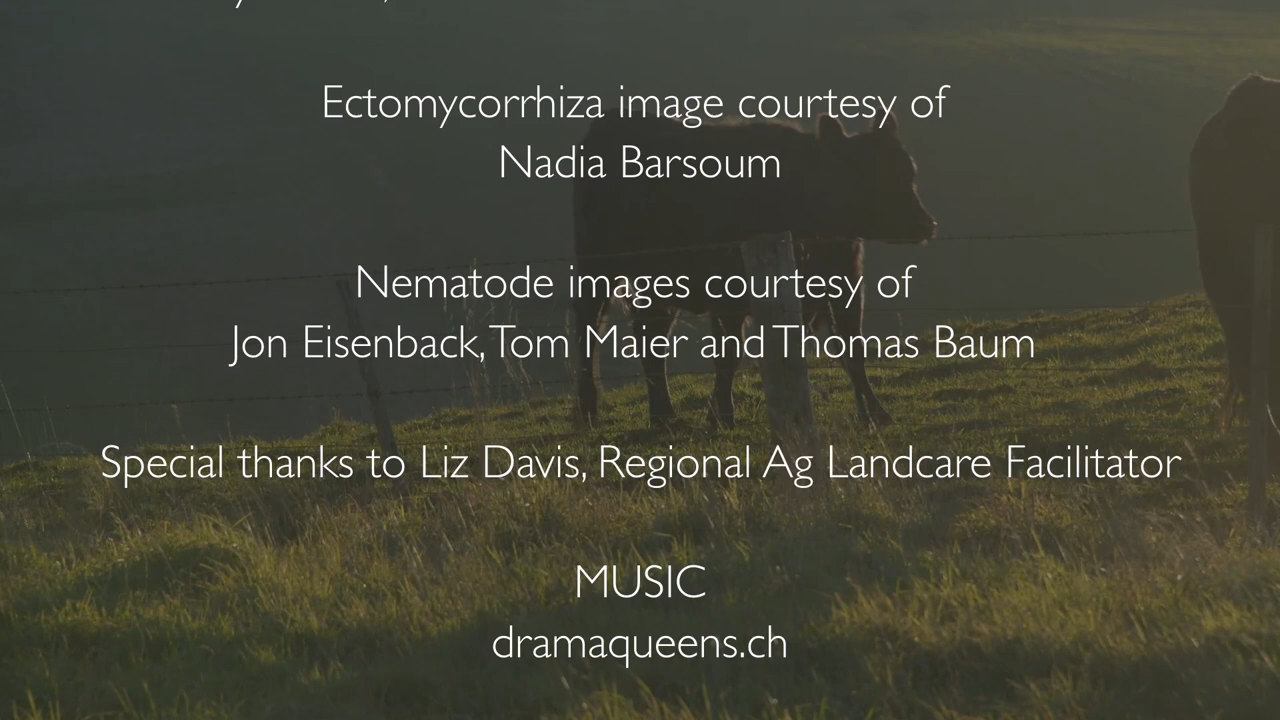 Ectomycorrhiza image courtesy of
Nadia Barsoum
Nematode images courtesy of
Jon Eisenback, Tom Maier and Thomas Baum
Special thanks to Liz Davis, Regional Ag Landcare Facilitator
MUSIC
dramaqueens.ch